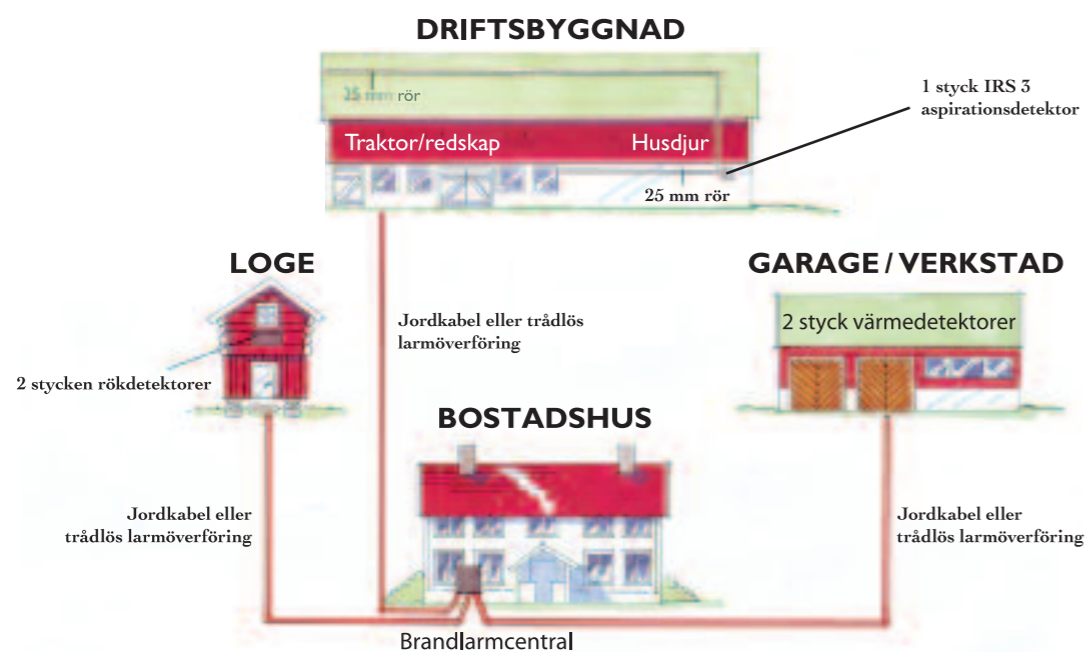 DRIFTSBYGGNAD
25 mm rör
1 styck IRS 3
aspirationsdetektor
Traktor/redskap
Husdjur
25 mm rör
LOGE
GARAGE / VERKSTAD
Jordkabel eller trådlös
larmöverföring
2 styck värmedetektorer
2 stycken rökdetektorer
BOSTADSHUS
Jordkabel eller
trådlös larmöverföring
Jordkabel eller
trådlös larmöverföring
Brandlarmcentral